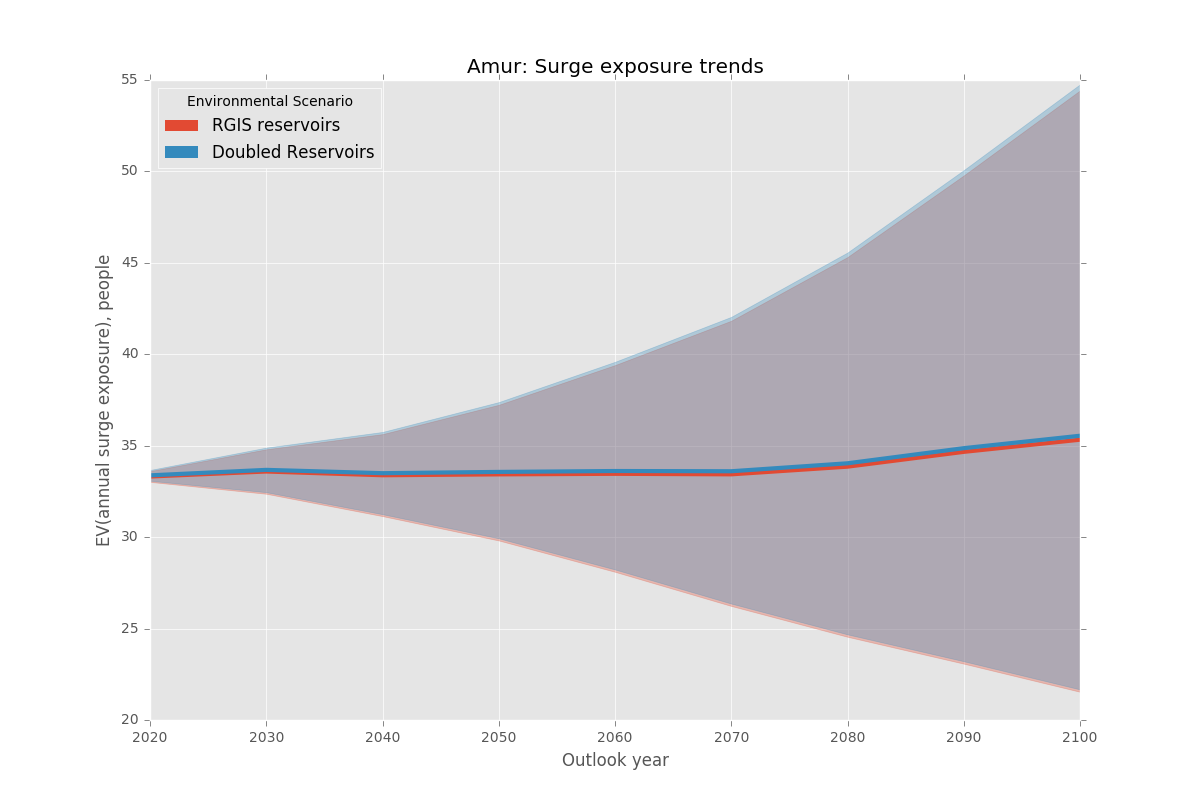 Amur: Surge exposure trends
Environmental Scenario
RGIS reservoirs
Doubled Reservoirs
EV(annual surge exposure), people
55
50
45
40
35
30
25
20
2020 2030 2040 2050 2060 2070 2080 2090 2100
Outlook year